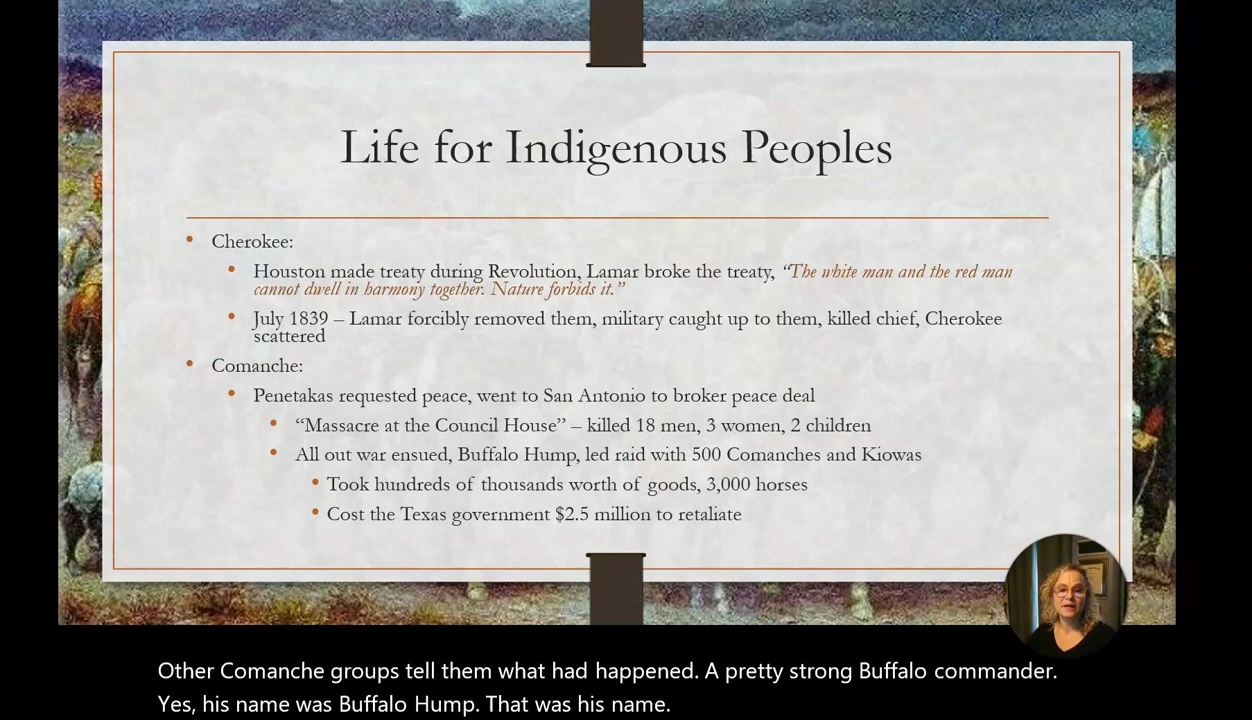 Life for Indigenous Peoples
• Cherokee:
• Houston made treaty during Revolution, Lamar broke the treaty, “The white man and the red man
cannot dwell in harmony together. Nature forbids it.”
• July 1839 – Lamar forcibly removed them, military caught up to them, killed chief, Cherokee
scattered
• Comanche:
• Penetakas requested peace, went to San Antonio to broker peace deal
• “Massacre at the Council House” – killed 18 men, 3 women, 2 children
• All out war ensued, Buffalo Hump, led raid with 500 Comanches and Kiowas
• Took hundreds of thousands worth of goods, 3,000 horses
• Cost the Texas government $2.5 million to retaliate
Other Comanche groups tell them what had happened. A pretty strong Buffalo commander.
Yes, his name was Buffalo Hump. That was his name.